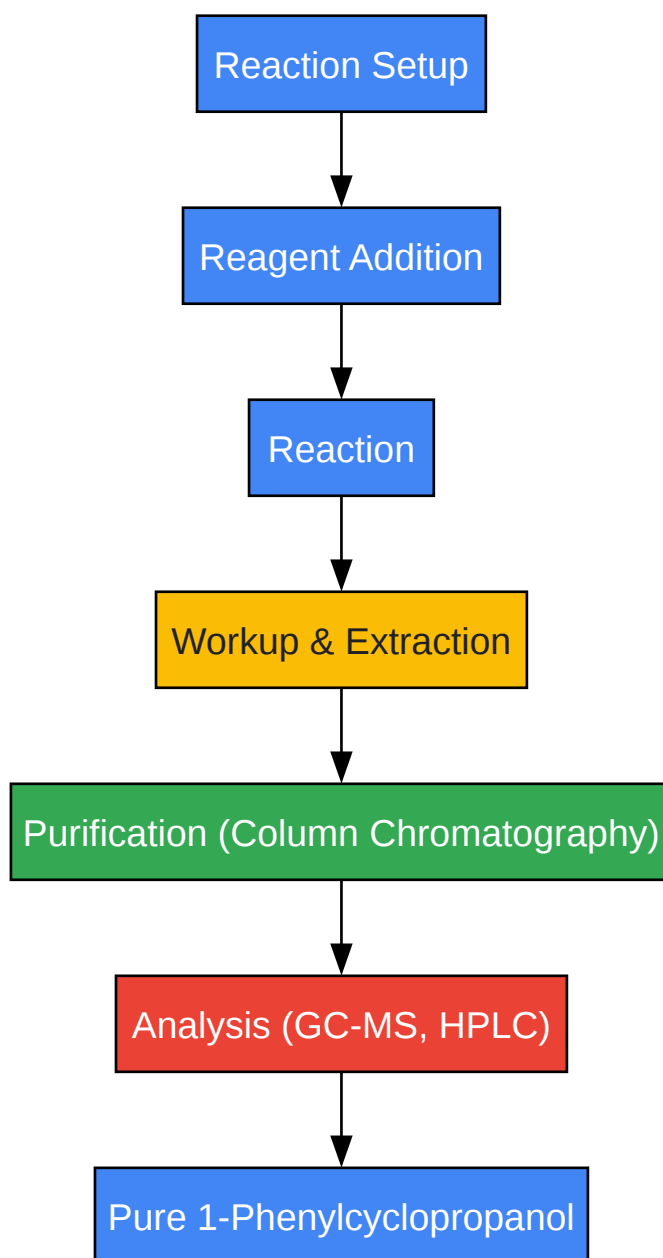 Reaction Setup
Reagent Addition
Reaction
Workup & Extraction
Purification (Column Chromatography)
Analysis (GC-MS, HPLC)
Pure 1-Phenylcyclopropanol